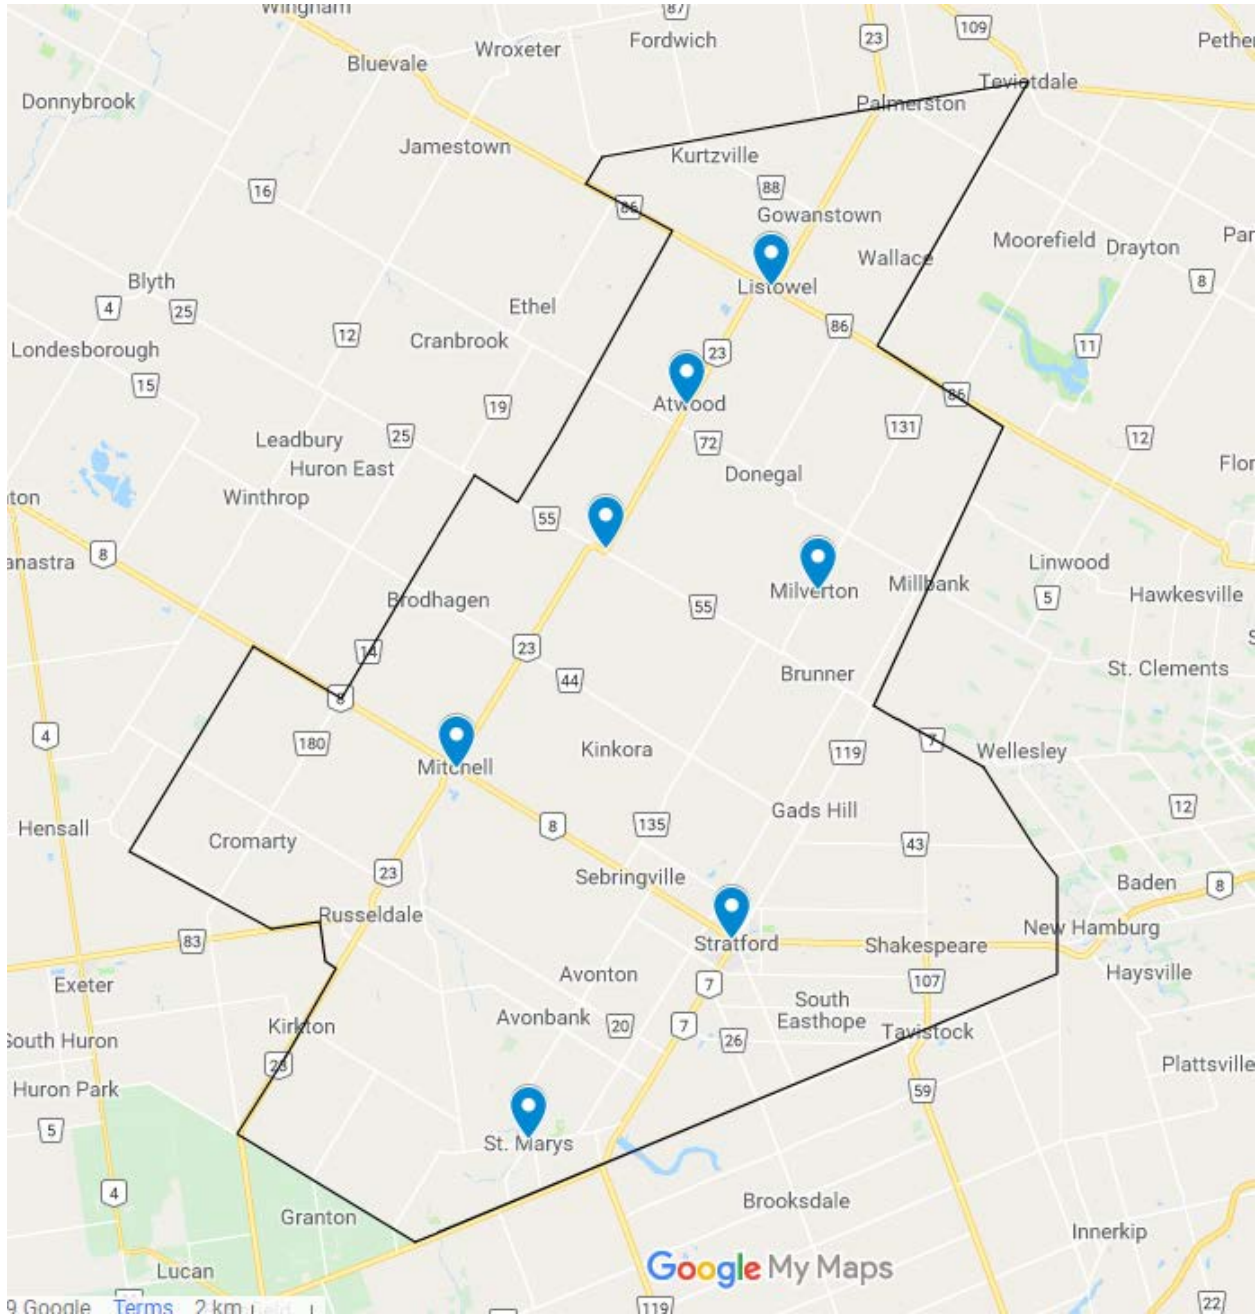 Wingham
87
Fordwich
23
109
Wroxeter
Bluevale
Teviotdale
Donnybrook
Palmerston
Jamestown
Kurtzville
16
88
86
Gowanstown
Moorefield
Drayton
Wallace
Blyth
Listowel
8
4
25
Ethel
86
12
Cranbrook
Londesborough
23
11
15
86
19
Atwood
25
131
12
Leadbury
72
Huron East
Donegal
Winthrop
55
8
Linwood
Milverton
Millbank
5
Hawkesville
Brodhagen
55
14
23
St. Clements
44
Brunner
8
4
180
Kinkora
119
7
Wellesley
Mitchell
12
Hensall
8
135
Gads Hill
Cromarty
43
23
Sebringville
Baden
8
Russeldale
New Hamburg
83
Stratford
Shakespeare
Exeter
Avonton
7
107
Haysville
South
Easthope
Kirkton
Avonbank
20
7
26
Tavistock
South Huron
23
Plattsville
Huron Park
59
5
St. Marys
4
Brooksdale
Granton
Innerkip
Lucan
Google My Maps
9 Google Terms 2 km
119
22